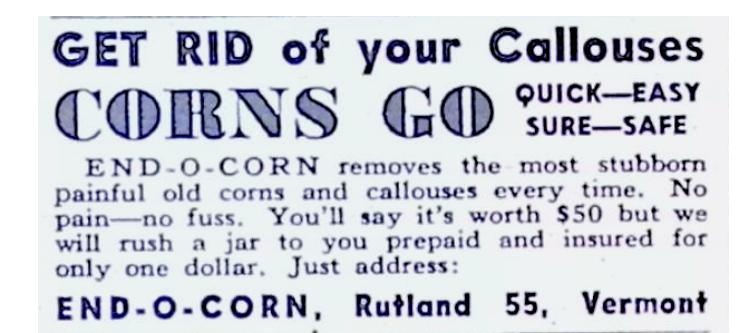 GET RID of your Callouses
CORNS GO
QUICK—EASY
SURE—SAFE
END-O-CORN removes the most stubborn
painful old corns and callouses every time. No
pain—no fuss. You'll say it's worth $50 but we
will rush a jar to you prepaid and insured for
only one dollar. Just address:
END-O-CORN, Rutland 55, Vermont